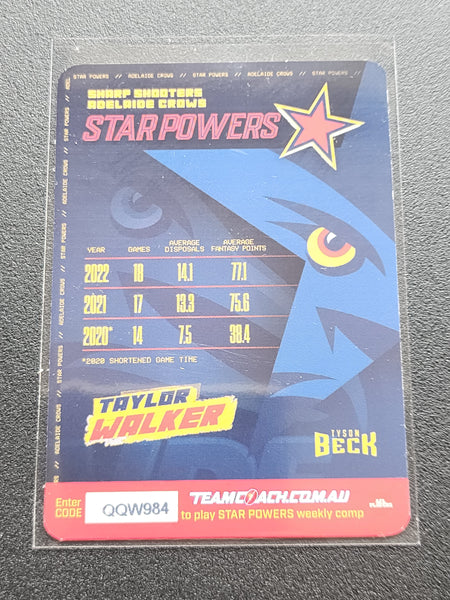 STAR POWERS // ADELAIDE CROWS // STAR POWERS // ADELAIDE CROWS // STAR POWERS //
SHARP SHOOTERS
ADELAIDE CROWS
STAR POWERS
YEAR GAMES AVERAGE DISPOSALS AVERAGE FANTASY POINTS
2022 18 14.1 77.1
2021 17 13.3 75.6
2020* 14 7.5 38.4
*2020 SHORTENED GAME TIME
TAYLOR
WALKER
TYSON
BECK
Enter CODE QQW984
TEAMCOACH.COM.AU
to play STAR POWERS weekly comp
AFL PLAYERS